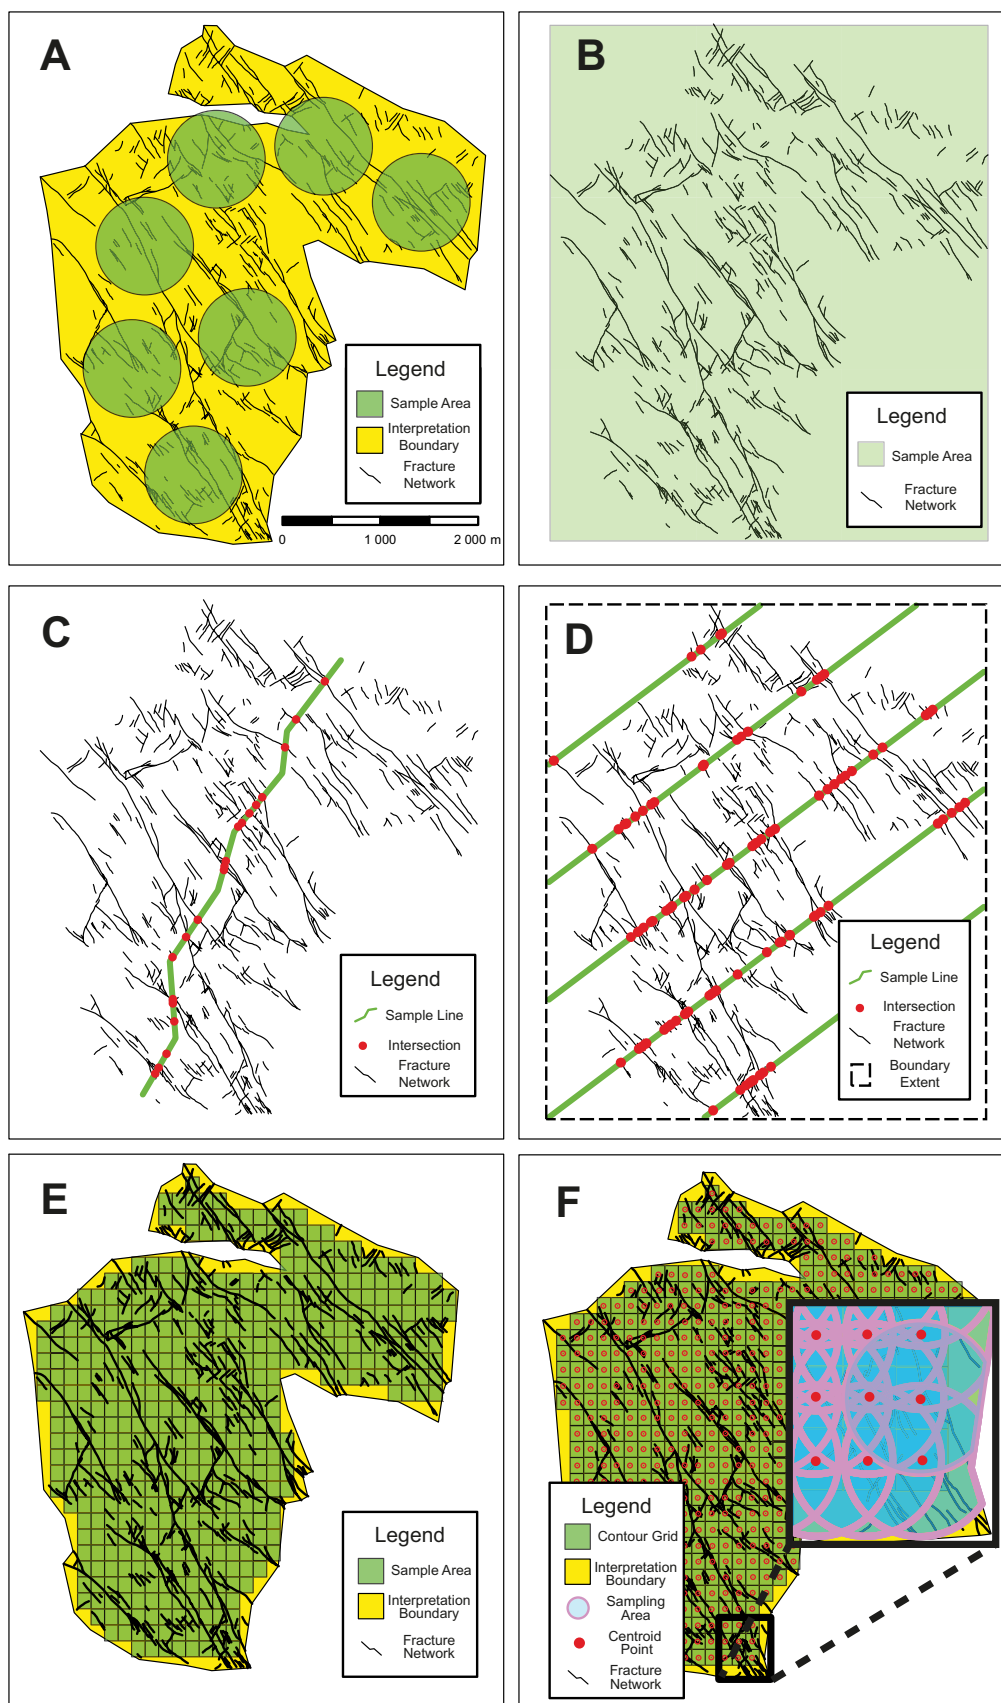 A
Legend
Sample Area
Interpretation
Boundary
Fracture
Network
0
1 000
2 000 m
B
Legend
Sample Area
Fracture
Network
C
Legend
Sample Line
Intersection
Fracture
Network
D
Legend
Sample Line
Intersection
Fracture
Network
Boundary
Extent
E
Legend
Sample Area
Interpretation
Boundary
Fracture
Network
F
Legend
Contour Grid
Interpretation
Boundary
Sampling
Area
Centroid
Point
Fracture
Network